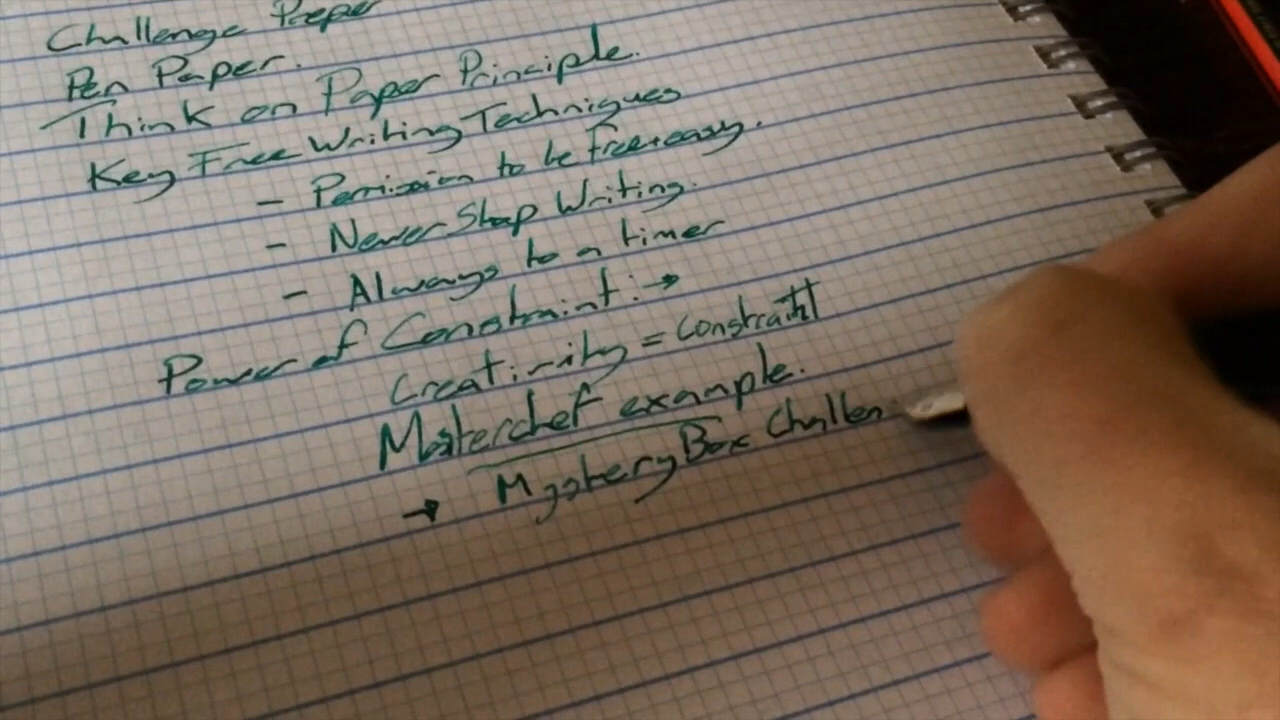 Challenge Prepar
Pen Paper.
Think on Paper Principle.
Key Free Writing Techniques
- Permission to be free + easy.
- Never Stop Writing.
- Always to a timer
Power of Constraint: →
Creativity = Constraint
Masterchef example.
→ Mystery Box Challen